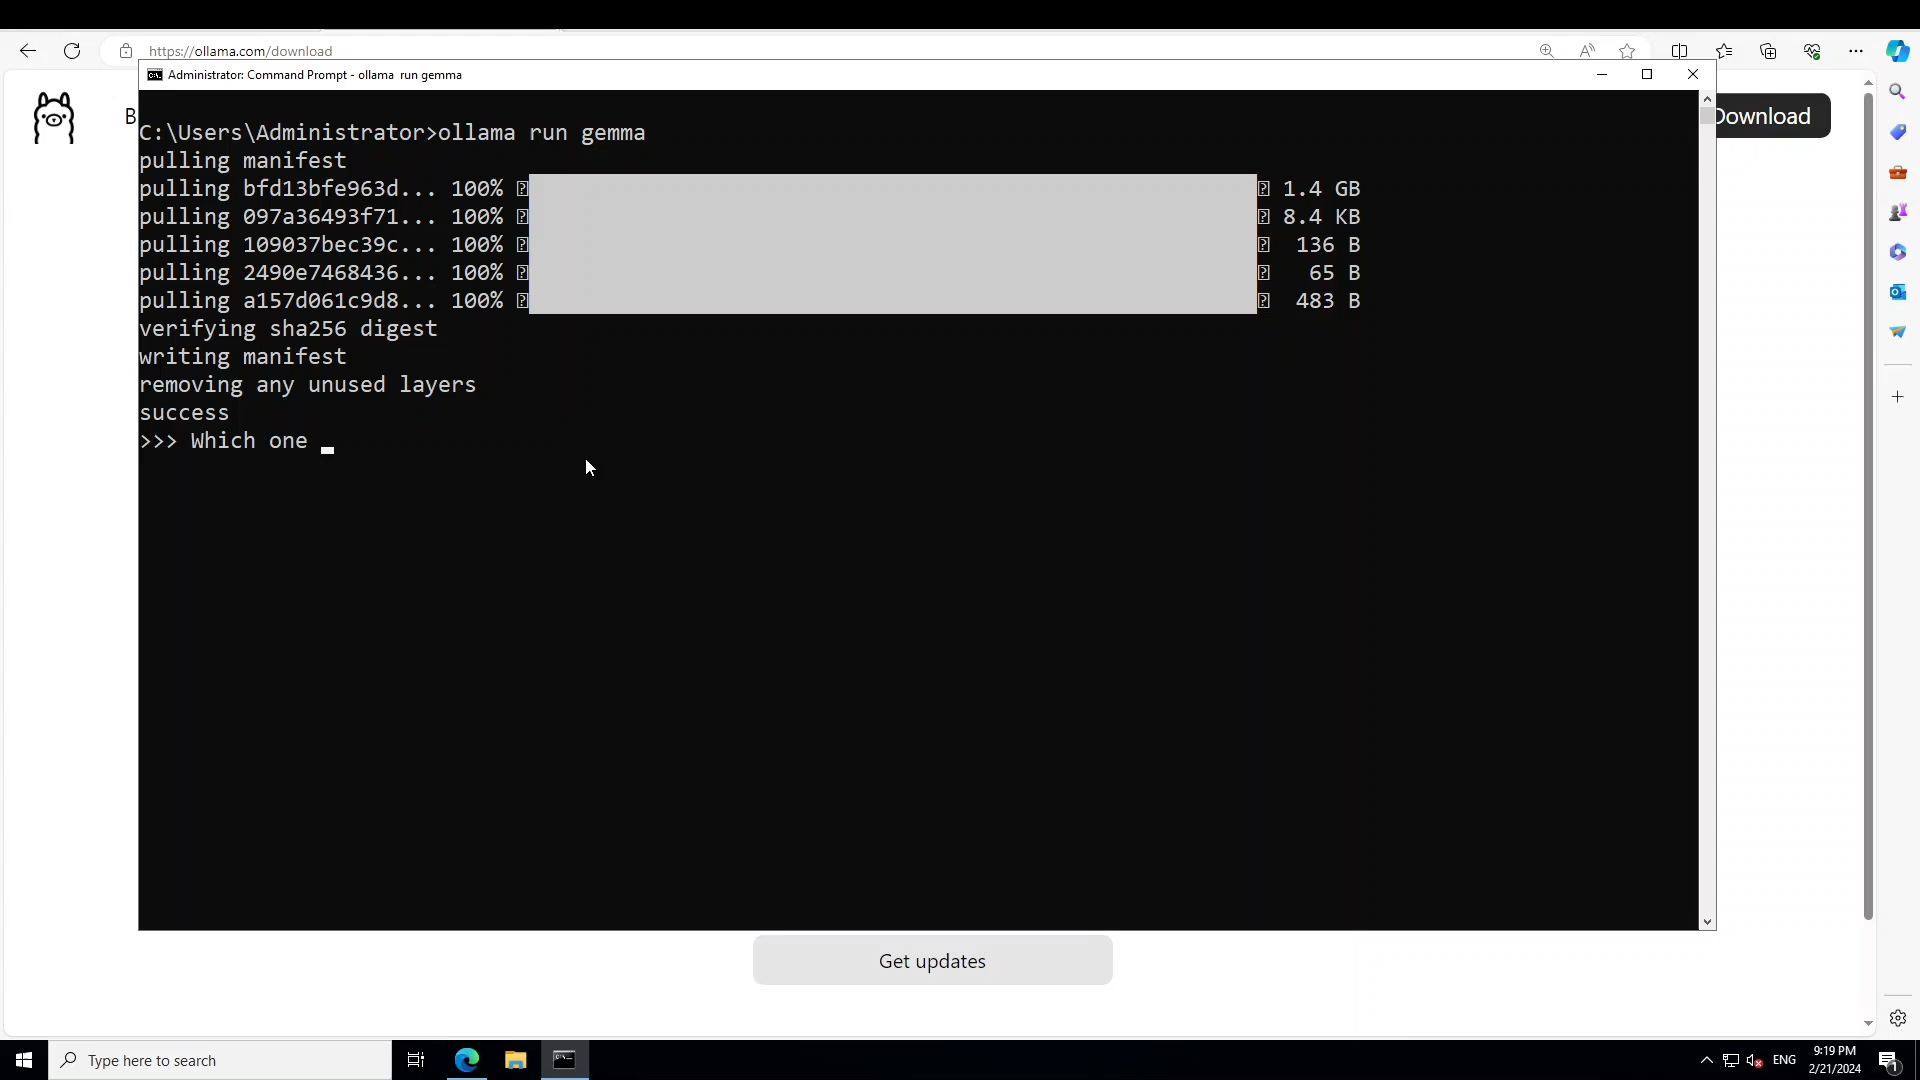 https://ollama.com/download
Administrator: Command Prompt - ollama  run gemma
B
Download
C:\Users\Administrator>ollama run gemma
pulling manifest
pulling bfd13bfe963d... 100% 1.4 GB
pulling 097a36493f71... 100% 8.4 KB
pulling 109037bec39c... 100% 136 B
pulling 2490e7468436... 100% 65 B
pulling a157d061c9d8... 100% 483 B
verifying sha256 digest
writing manifest
removing any unused layers
success
>>> Which one _
Get updates
Type here to search
ENG
9:19 PM
2/21/2024
1